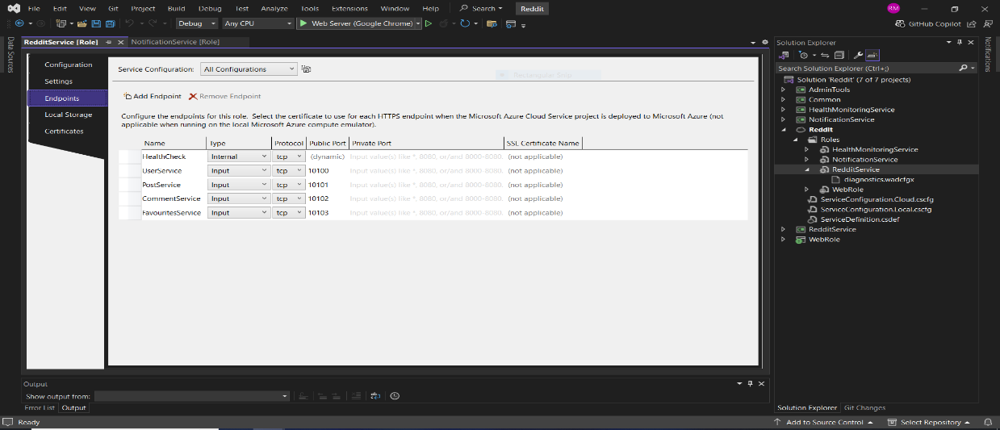 File Edit View Git Project Build Debug Test Analyze Tools Extensions Window Help Search Reddit RM
Debug Any CPU Web Server (Google Chrome) GitHub Copilot
Data Sources
RedditService [Role] NotificationService [Role]
Configuration
Settings
Endpoints
Local Storage
Certificates
Service Configuration: All Configurations
Rectangular Snip
Add Endpoint Remove Endpoint
Configure the endpoints for this role. Select the certificate to use for each HTTPS endpoint when the Microsoft Azure Cloud Service project is deployed to Microsoft Azure (not
applicable when running on the local Microsoft Azure compute emulator).
Name Type Protocol Public Port Private Port SSL Certificate Name
HealthCheck Internal tcp (dynamic) Input value(s) like *, 8080, or/and 8000-8080. (not applicable)
UserService Input tcp 10100 Input value(s) like *, 8080, or/and 8000-8080. (not applicable)
PostService Input tcp 10101 Input value(s) like *, 8080, or/and 8000-8080. (not applicable)
CommentService Input tcp 10102 Input value(s) like *, 8080, or/and 8000-8080. (not applicable)
FavouritesService Input tcp 10103 Input value(s) like *, 8080, or/and 8000-8080. (not applicable)
Output
Show output from:
Error List Output
Solution Explorer
Search Solution Explorer (Ctrl+;)
Solution 'Reddit' (7 of 7 projects)
AdminTools
Common
HealthMonitoringService
NotificationService
Reddit
Roles
HealthMonitoringService
NotificationService
RedditService
diagnostics.wadcfgx
WebRole
ServiceConfiguration.Cloud.cscfg
ServiceConfiguration.Local.cscfg
ServiceDefinition.csdef
RedditService
WebRole
Solution Explorer Git Changes
Notifications
Ready Add to Source Control Select Repository